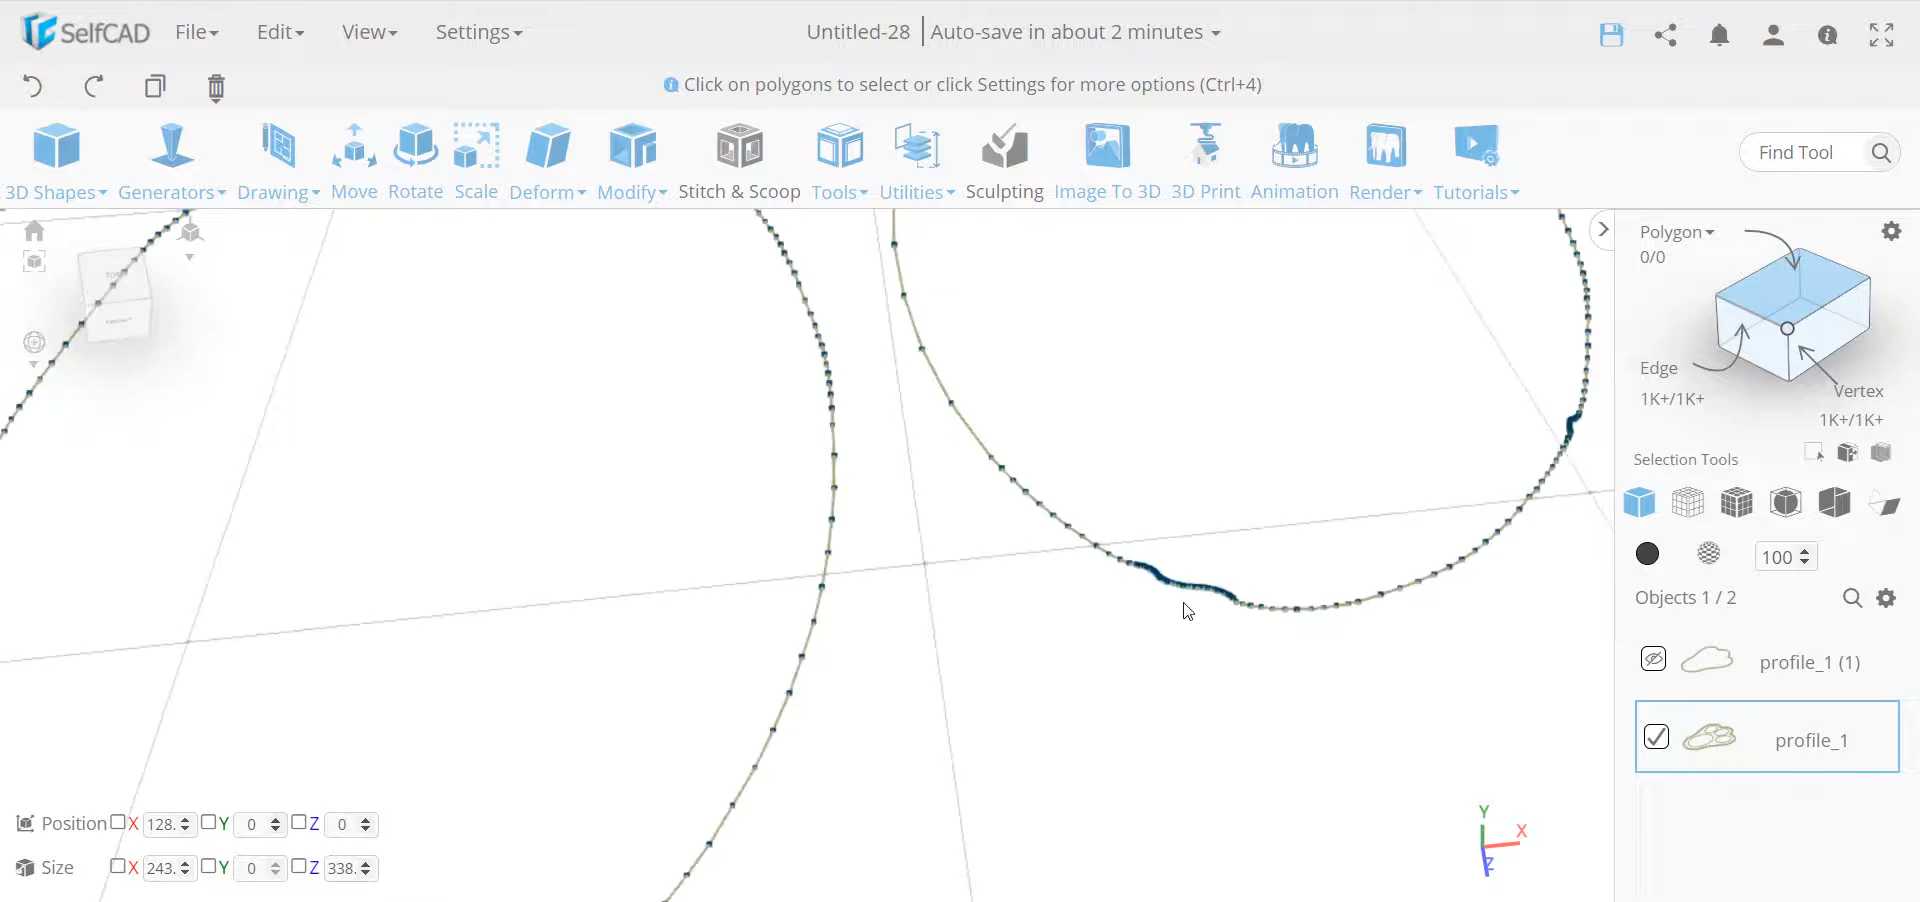 SelfCAD File Edit View Settings Untitled-28 Auto-save in about 2 minutes
Click on polygons to select or click Settings for more options (Ctrl+4)
3D Shapes Generators Drawing Move Rotate Scale Deform Modify Stitch & Scoop Tools Utilities Sculpting Image To 3D 3D Print Animation Render Tutorials Find Tool
Polygon
0/0
Edge
1K+/1K+
Vertex
1K+/1K+
Selection Tools
100
Objects 1 / 2
profile_1 (1)
profile_1
Position X 128. Y 0 Z 0
Size X 243. Y 0 Z 338.
Y
X
Z